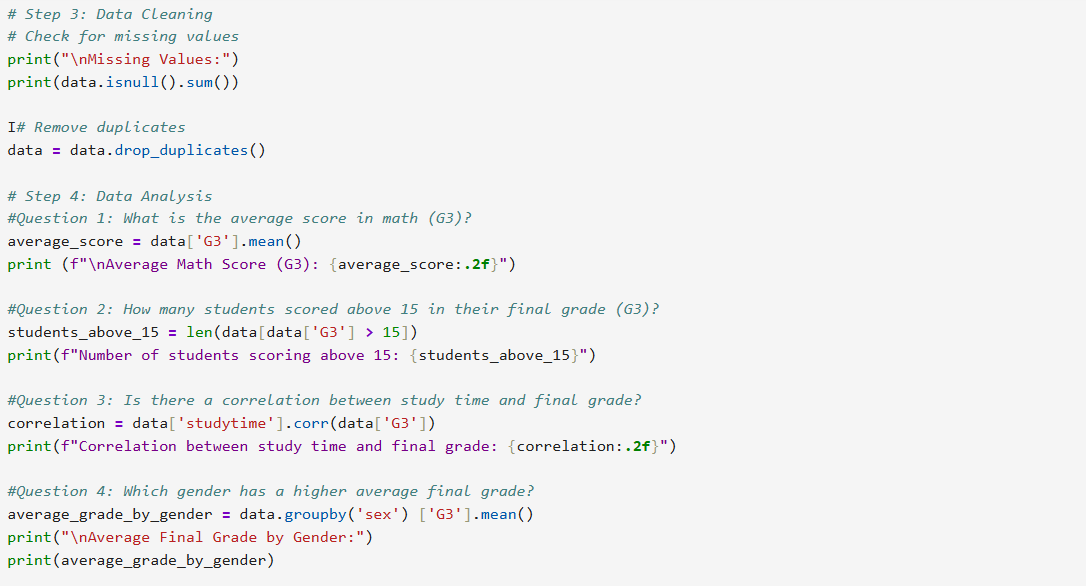 # Step 3: Data Cleaning
# Check for missing values
print("\nMissing Values:")
print(data.isnull().sum())
I# Remove duplicates
data = data.drop_duplicates()
# Step 4: Data Analysis
#Question 1: What is the average score in math (G3)?
average_score = data['G3'].mean()
print (f"\nAverage Math Score (G3): {average_score:.2f}")
#Question 2: How many students scored above 15 in their final grade (G3)?
students_above_15 = len(data[data['G3'] > 15])
print(f"Number of students scoring above 15: {students_above_15}")
#Question 3: Is there a correlation between study time and final grade?
correlation = data['studytime'].corr(data['G3'])
print(f"Correlation between study time and final grade: {correlation:.2f}")
#Question 4: Which gender has a higher average final grade?
average_grade_by_gender = data.groupby('sex') ['G3'].mean()
print("\nAverage Final Grade by Gender:")
print(average_grade_by_gender)